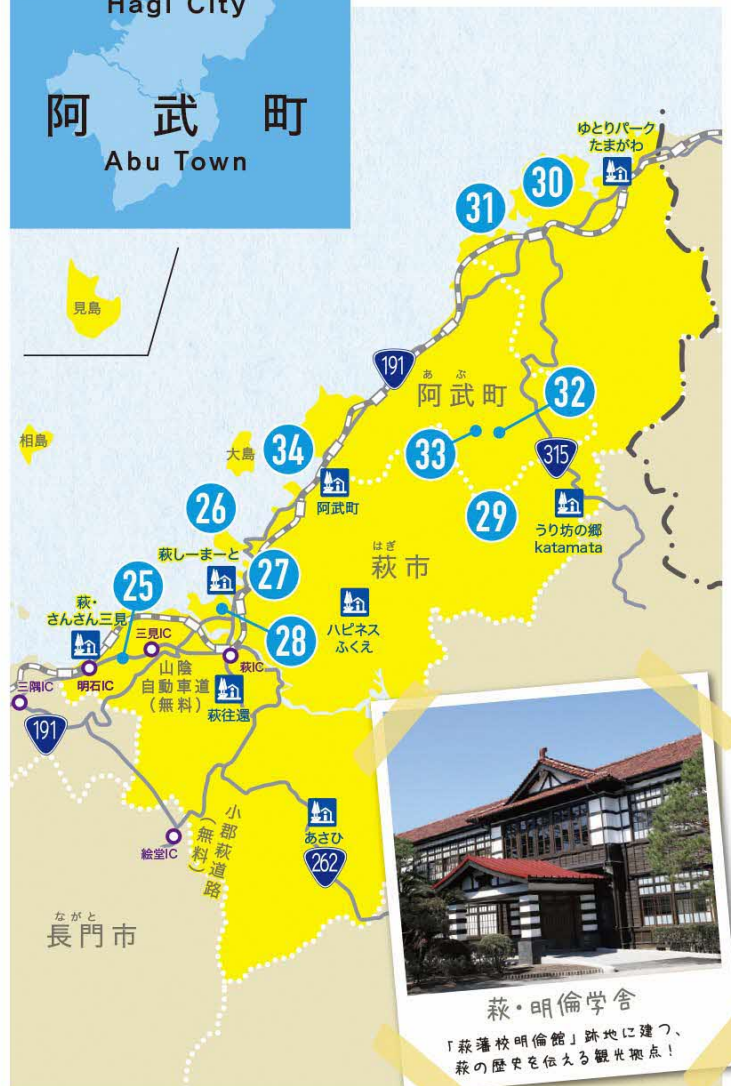 Hagi City
阿武町
Abu Town
見島
相島
大島
ゆとりパーク
たまがわ
30
31
191
あぶ
阿武町
32
33
315
34
阿武町
29
うり坊の郷
katamata
26
萩しーまーと
はぎ
萩市
27
25
萩・
さんさん三見
三見IC
28
ハピネス
ふくえ
萩IC
山陰
自動車道
(無料)
三隅IC
明石IC
萩往還
191
小郡萩道路
(無料)
絵堂IC
あさひ
262
ながと
長門市
萩・明倫学舎
「萩藩校明倫館」跡地に建つ、
萩の歴史を伝える観光拠点!